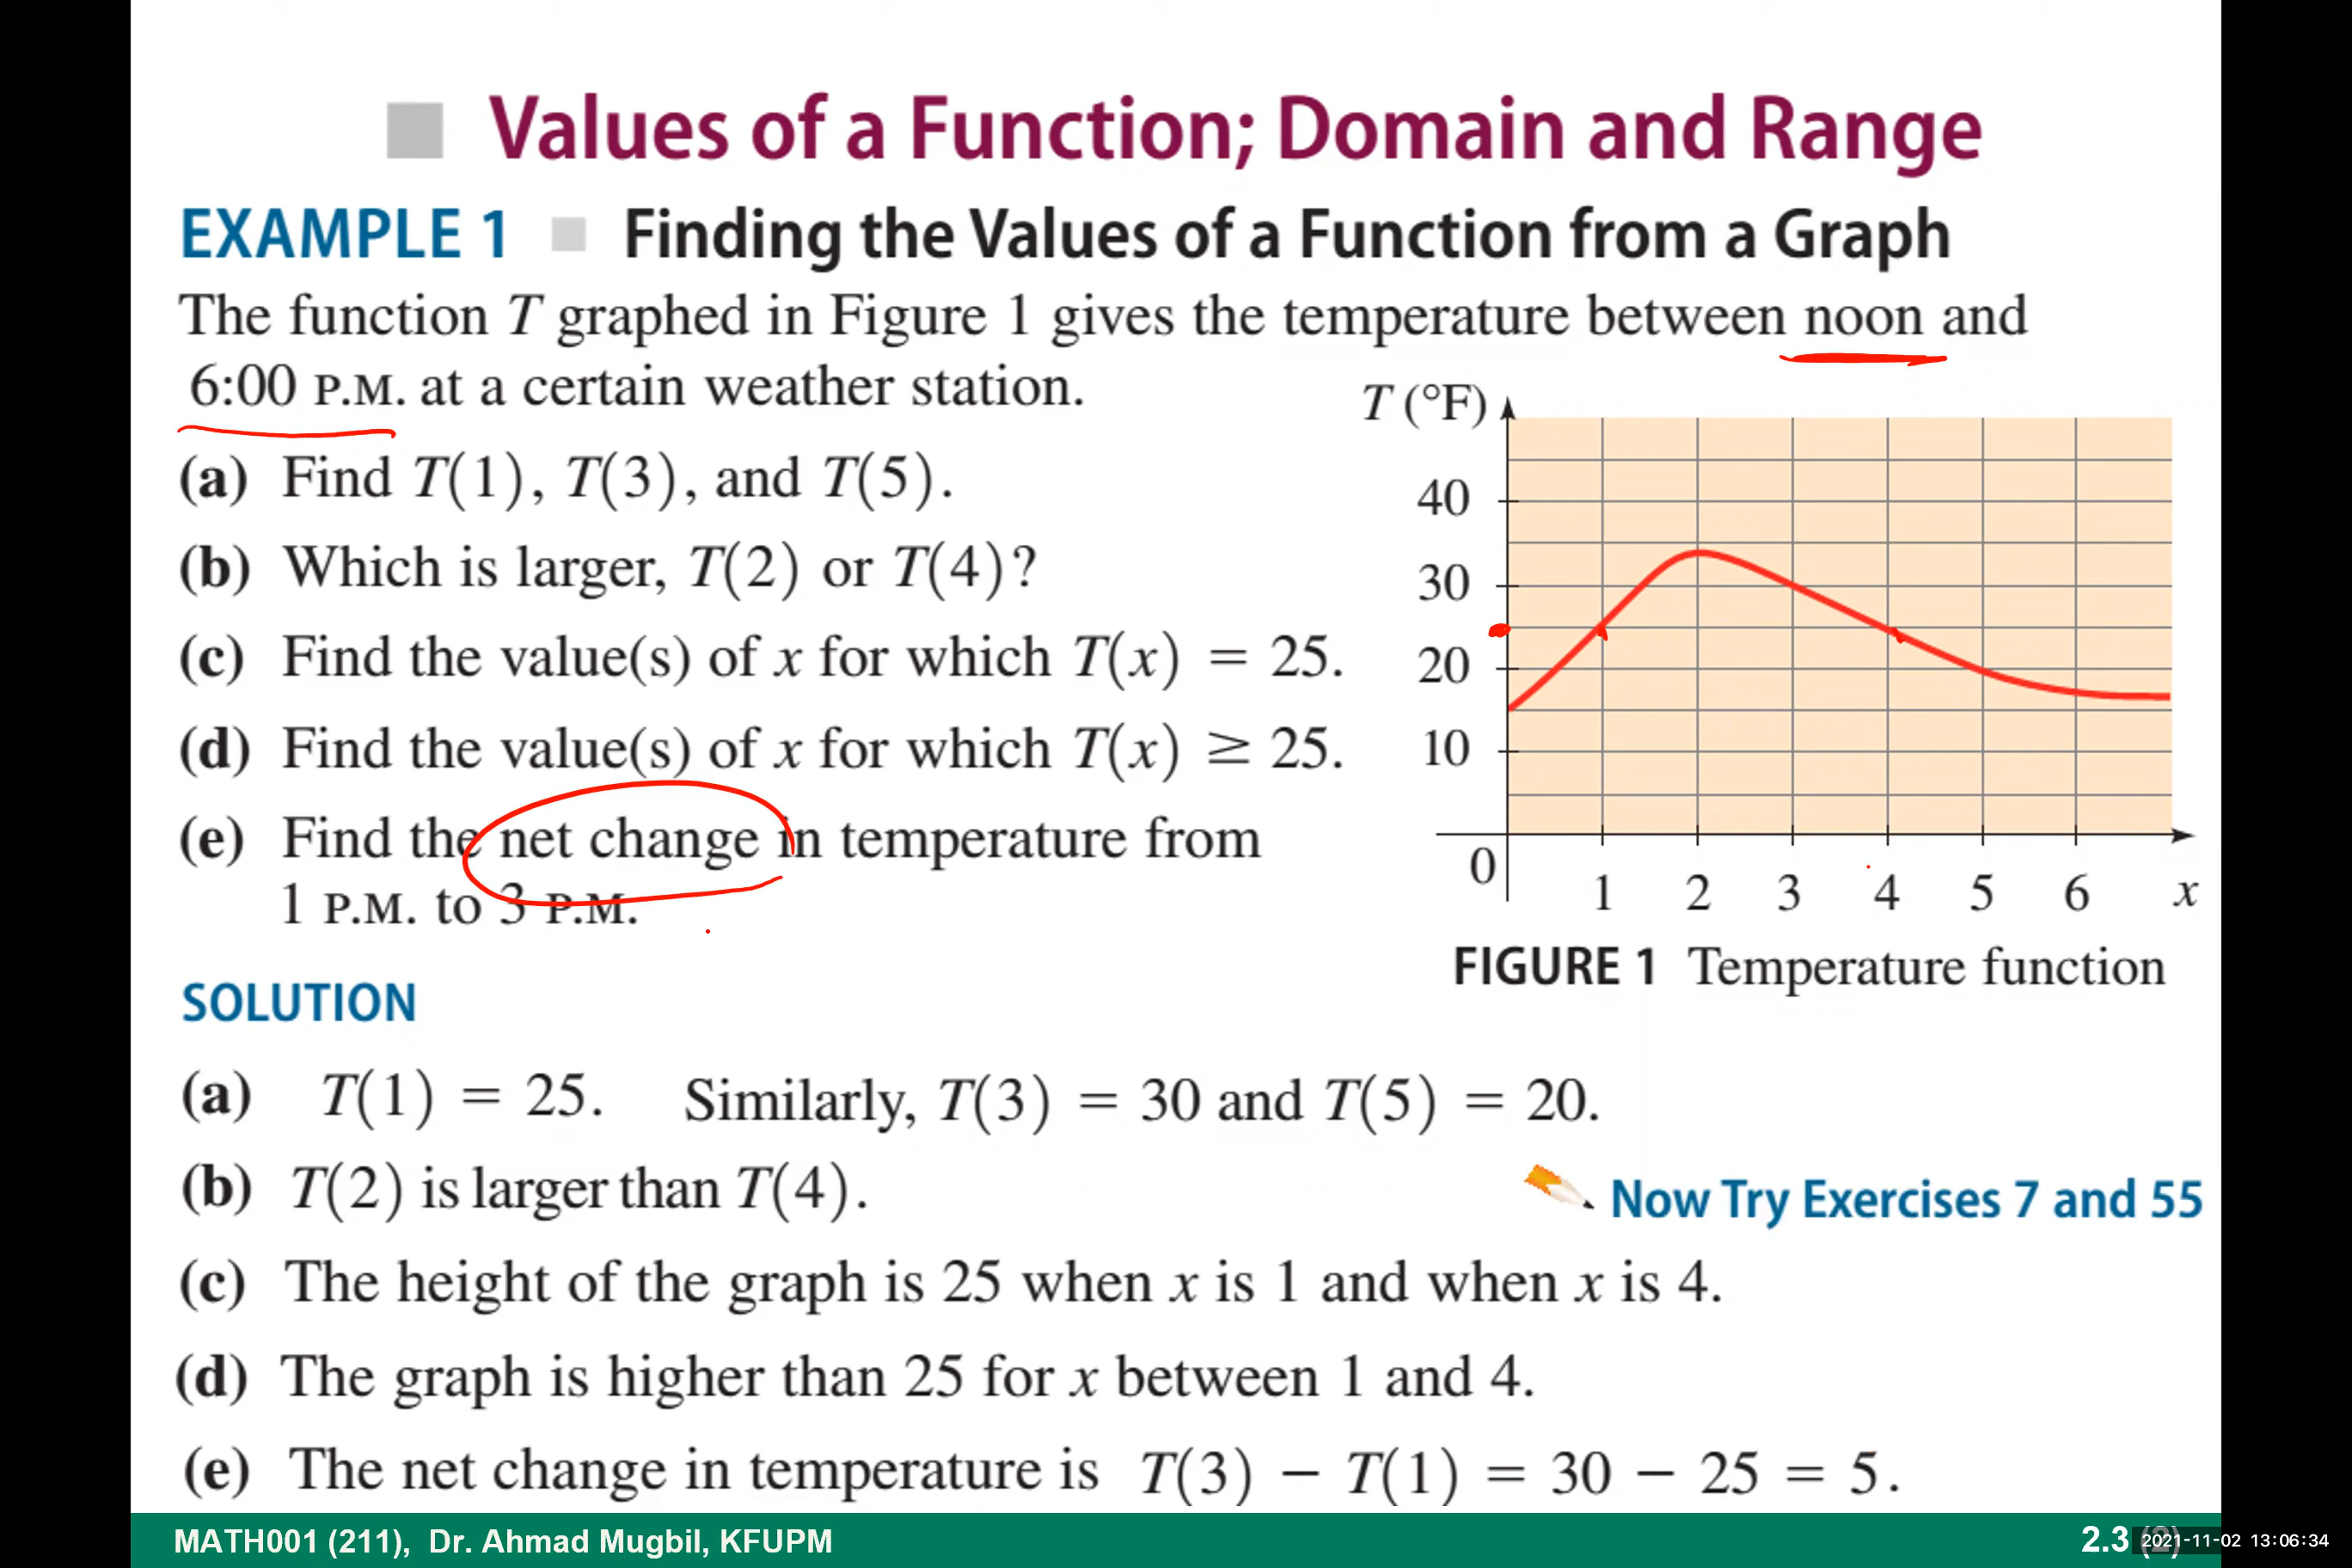 Values of a Function; Domain and Range
EXAMPLE 1 Finding the Values of a Function from a Graph
The function T graphed in Figure 1 gives the temperature between noon and
6:00 P.M. at a certain weather station.
(a) Find T(1), T(3), and T(5).
(b) Which is larger, T(2) or T(4)?
(c) Find the value(s) of x for which T(x) = 25.
(d) Find the value(s) of x for which T(x) ≥ 25.
(e) Find the net change in temperature from
1 P.M. to 3 P.M.
T (°F)
40
30
20
10
0
1 2 3 4 5 6 x
FIGURE 1 Temperature function
SOLUTION
(a) T(1) = 25. Similarly, T(3) = 30 and T(5) = 20.
(b) T(2) is larger than T(4).
Now Try Exercises 7 and 55
(c) The height of the graph is 25 when x is 1 and when x is 4.
(d) The graph is higher than 25 for x between 1 and 4.
(e) The net change in temperature is T(3) − T(1) = 30 − 25 = 5.
MATH001 (211), Dr. Ahmad Mugbil, KFUPM
2.3 (2)
2021-11-02 13:06:34